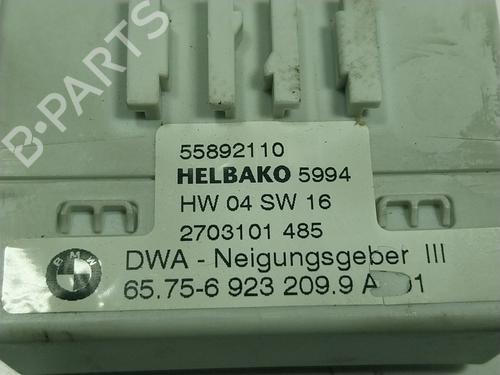 B-PARTS
55892110
HELBAKO 5994
HW 04 SW 16
2703101 485
BMW
DWA - Neigungsgeber III
65.75-6 923 209.9 A 01